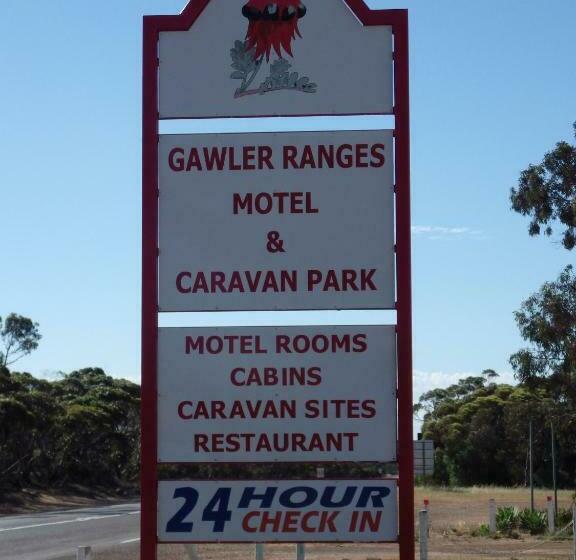 GAWLER RANGES
MOTEL
&
CARAVAN PARK
MOTEL ROOMS
CABINS
CARAVAN SITES
RESTAURANT
24 HOUR
CHECK IN